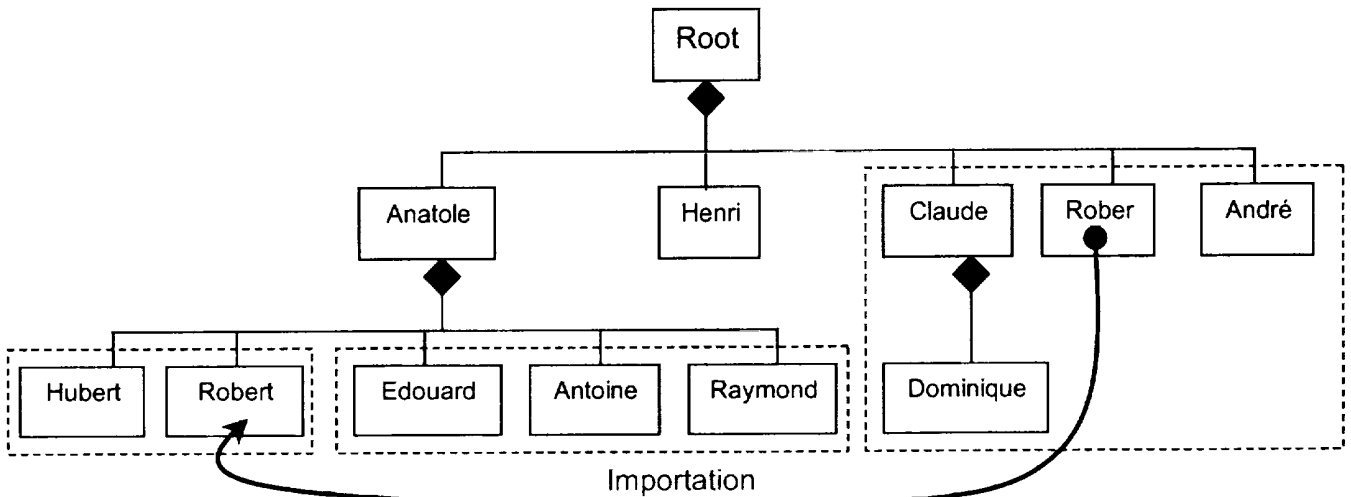 Root
Anatole
Henri
Claude
Rober
André
Hubert
Robert
Edouard
Antoine
Raymond
Dominique
Importation